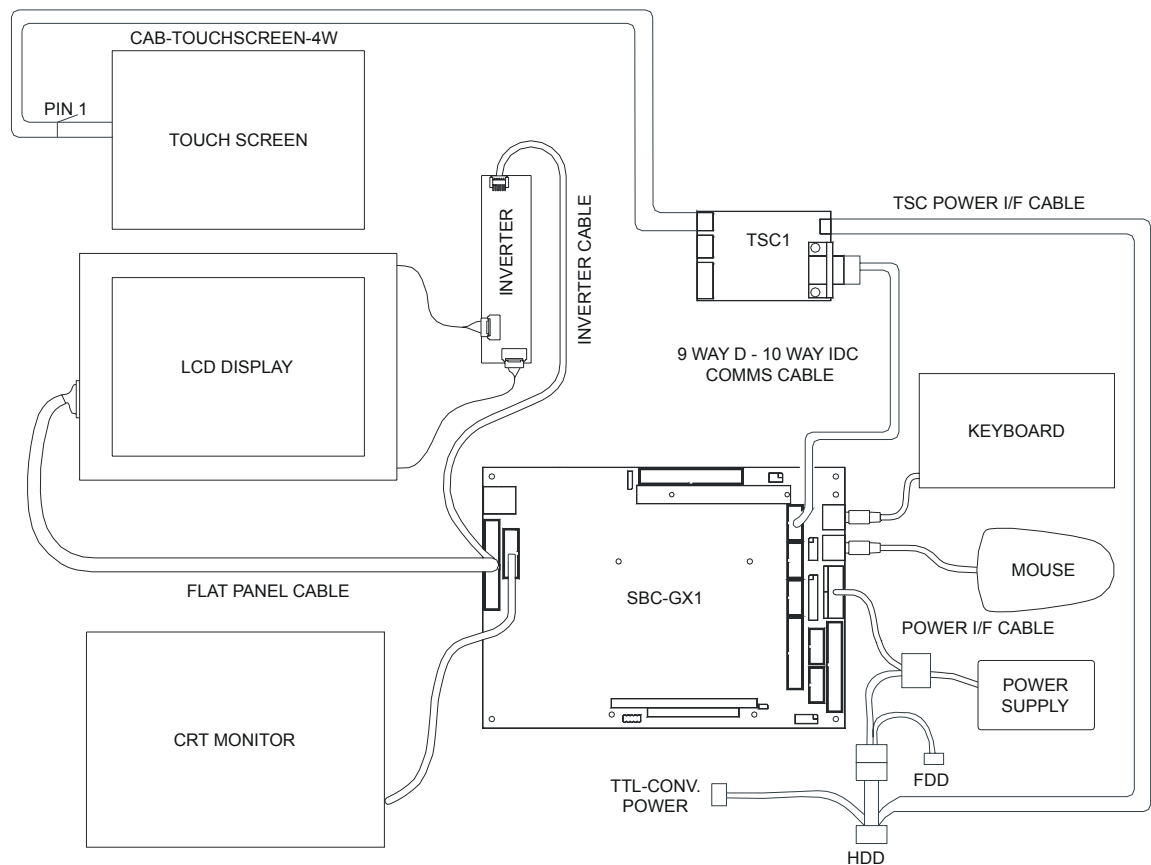 CAB-TOUCHSCREEN-4W
PIN 1
TOUCH SCREEN
INVERTER
INVERTER CABLE
TSC1
TSC POWER I/F CABLE
LCD DISPLAY
9 WAY D - 10 WAY IDC
COMMS CABLE
KEYBOARD
MOUSE
FLAT PANEL CABLE
SBC-GX1
POWER I/F CABLE
POWER
SUPPLY
CRT MONITOR
TTL-CONV.
POWER
FDD
HDD